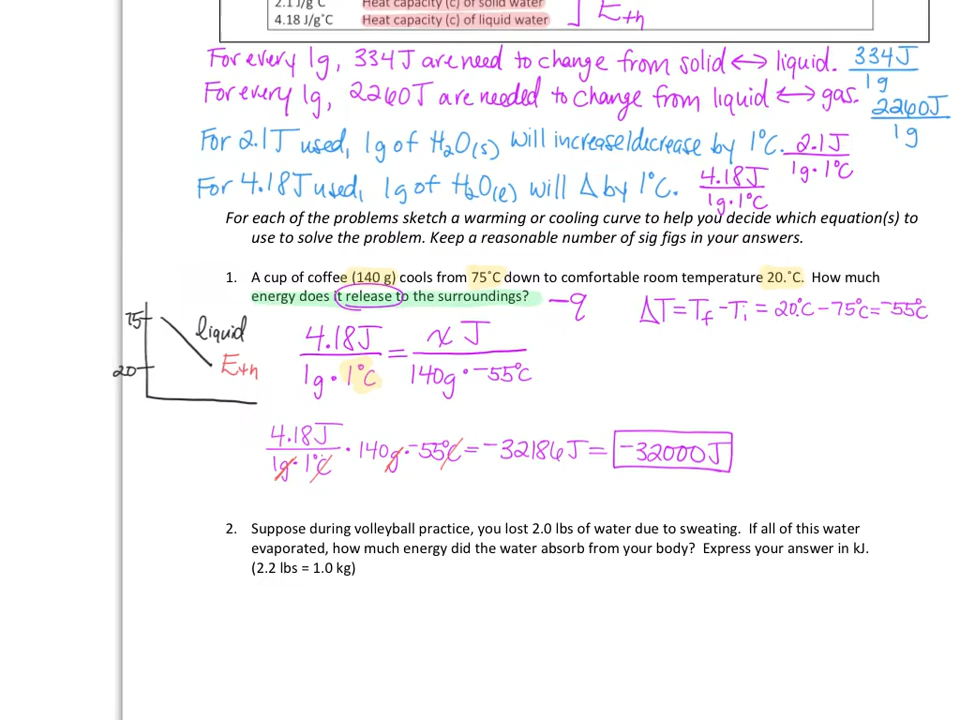 2.1 J/g˚C Heat capacity (c) of solid water
4.18 J/g˚C Heat capacity (c) of liquid water ] Eth
For every 1g, 334J are need to change from solid ↔ liquid. 334J/1g
For every 1g, 2260J are needed to change from liquid ↔ gas. 2260J/1g
For 2.1J used, 1g of H₂O(s) will increase/decrease by 1°C. 2.1J/1g·1°C
For 4.18J used, 1g of H₂O(l) will Δ by 1°C. 4.18J/1g·1°C
For each of the problems sketch a warming or cooling curve to help you decide which equation(s) to
use to solve the problem. Keep a reasonable number of sig figs in your answers.
1. A cup of coffee (140 g) cools from 75˚C down to comfortable room temperature 20.˚C. How much
energy does it release to the surroundings? -q
ΔT = Tf - Ti = 20°C - 75°C = -55°C
75
liquid
20
Eth
4.18J/1g·1°C = x J/140g·-55°C
4.18J/1g·1°C · 140g·-55°C = -32186J = -32000J
2. Suppose during volleyball practice, you lost 2.0 lbs of water due to sweating. If all of this water
evaporated, how much energy did the water absorb from your body? Express your answer in kJ.
(2.2 lbs = 1.0 kg)